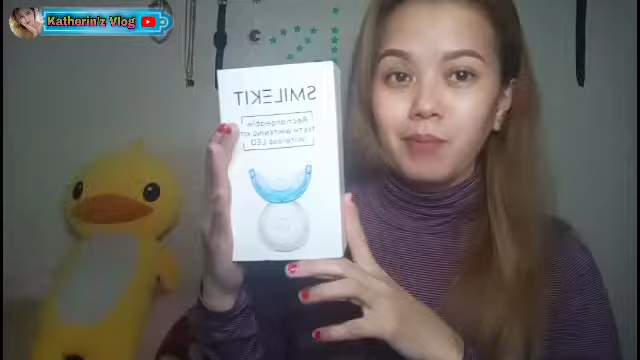 Katherin'z Vlog
SMILEKIT
Rechargeable
TEETH WHITENING KIT
Wireless LED